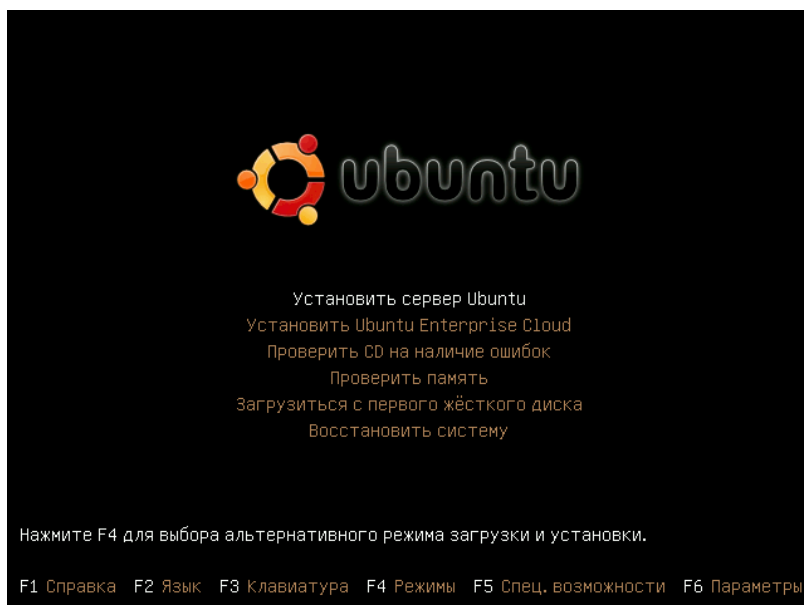 ubuntu
Установить сервер Ubuntu
Установить Ubuntu Enterprise Cloud
Проверить CD на наличие ошибок
Проверить память
Загрузиться с первого жёсткого диска
Восстановить систему
Нажмите F4 для выбора альтернативного режима загрузки и установки.
F1 Справка F2 Язык F3 Клавиатура F4 Режимы F5 Спец. возможности F6 Параметры